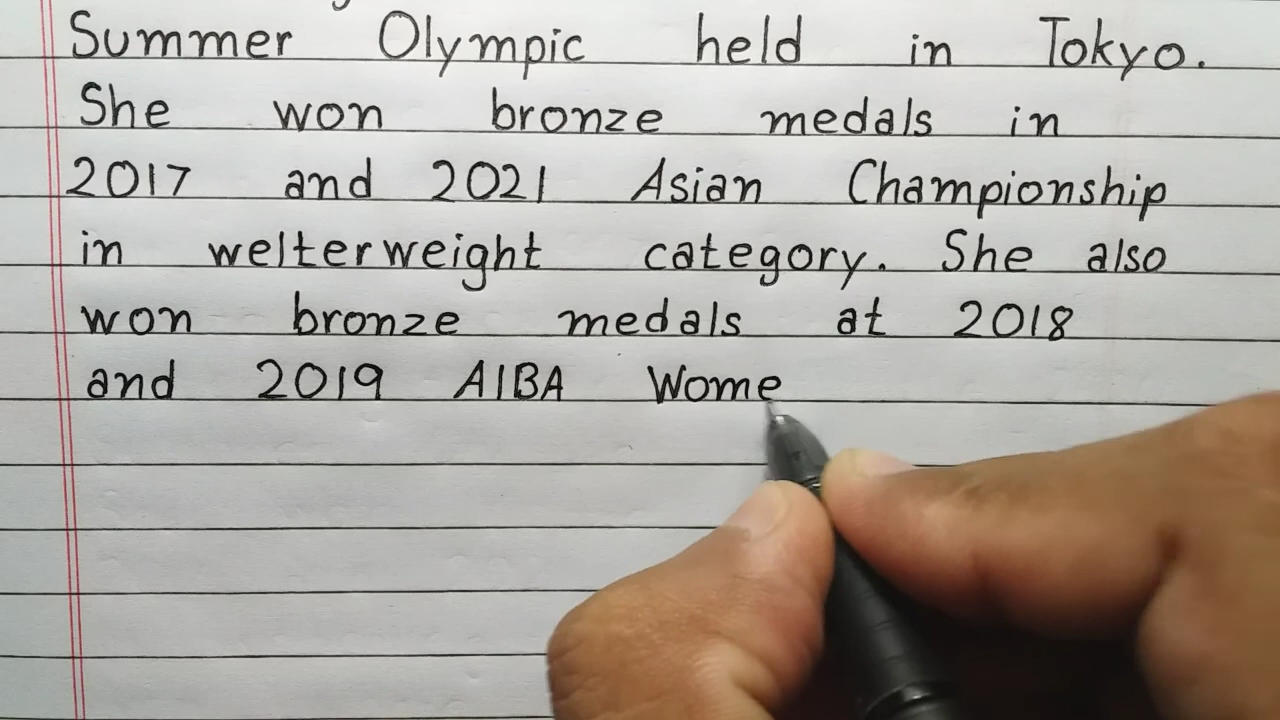 Summer Olympic held in Tokyo.
She won bronze medals in
2017 and 2021 Asian Championship
in welterweight category. She also
won bronze medals at 2018
and 2019 AIBA Wome